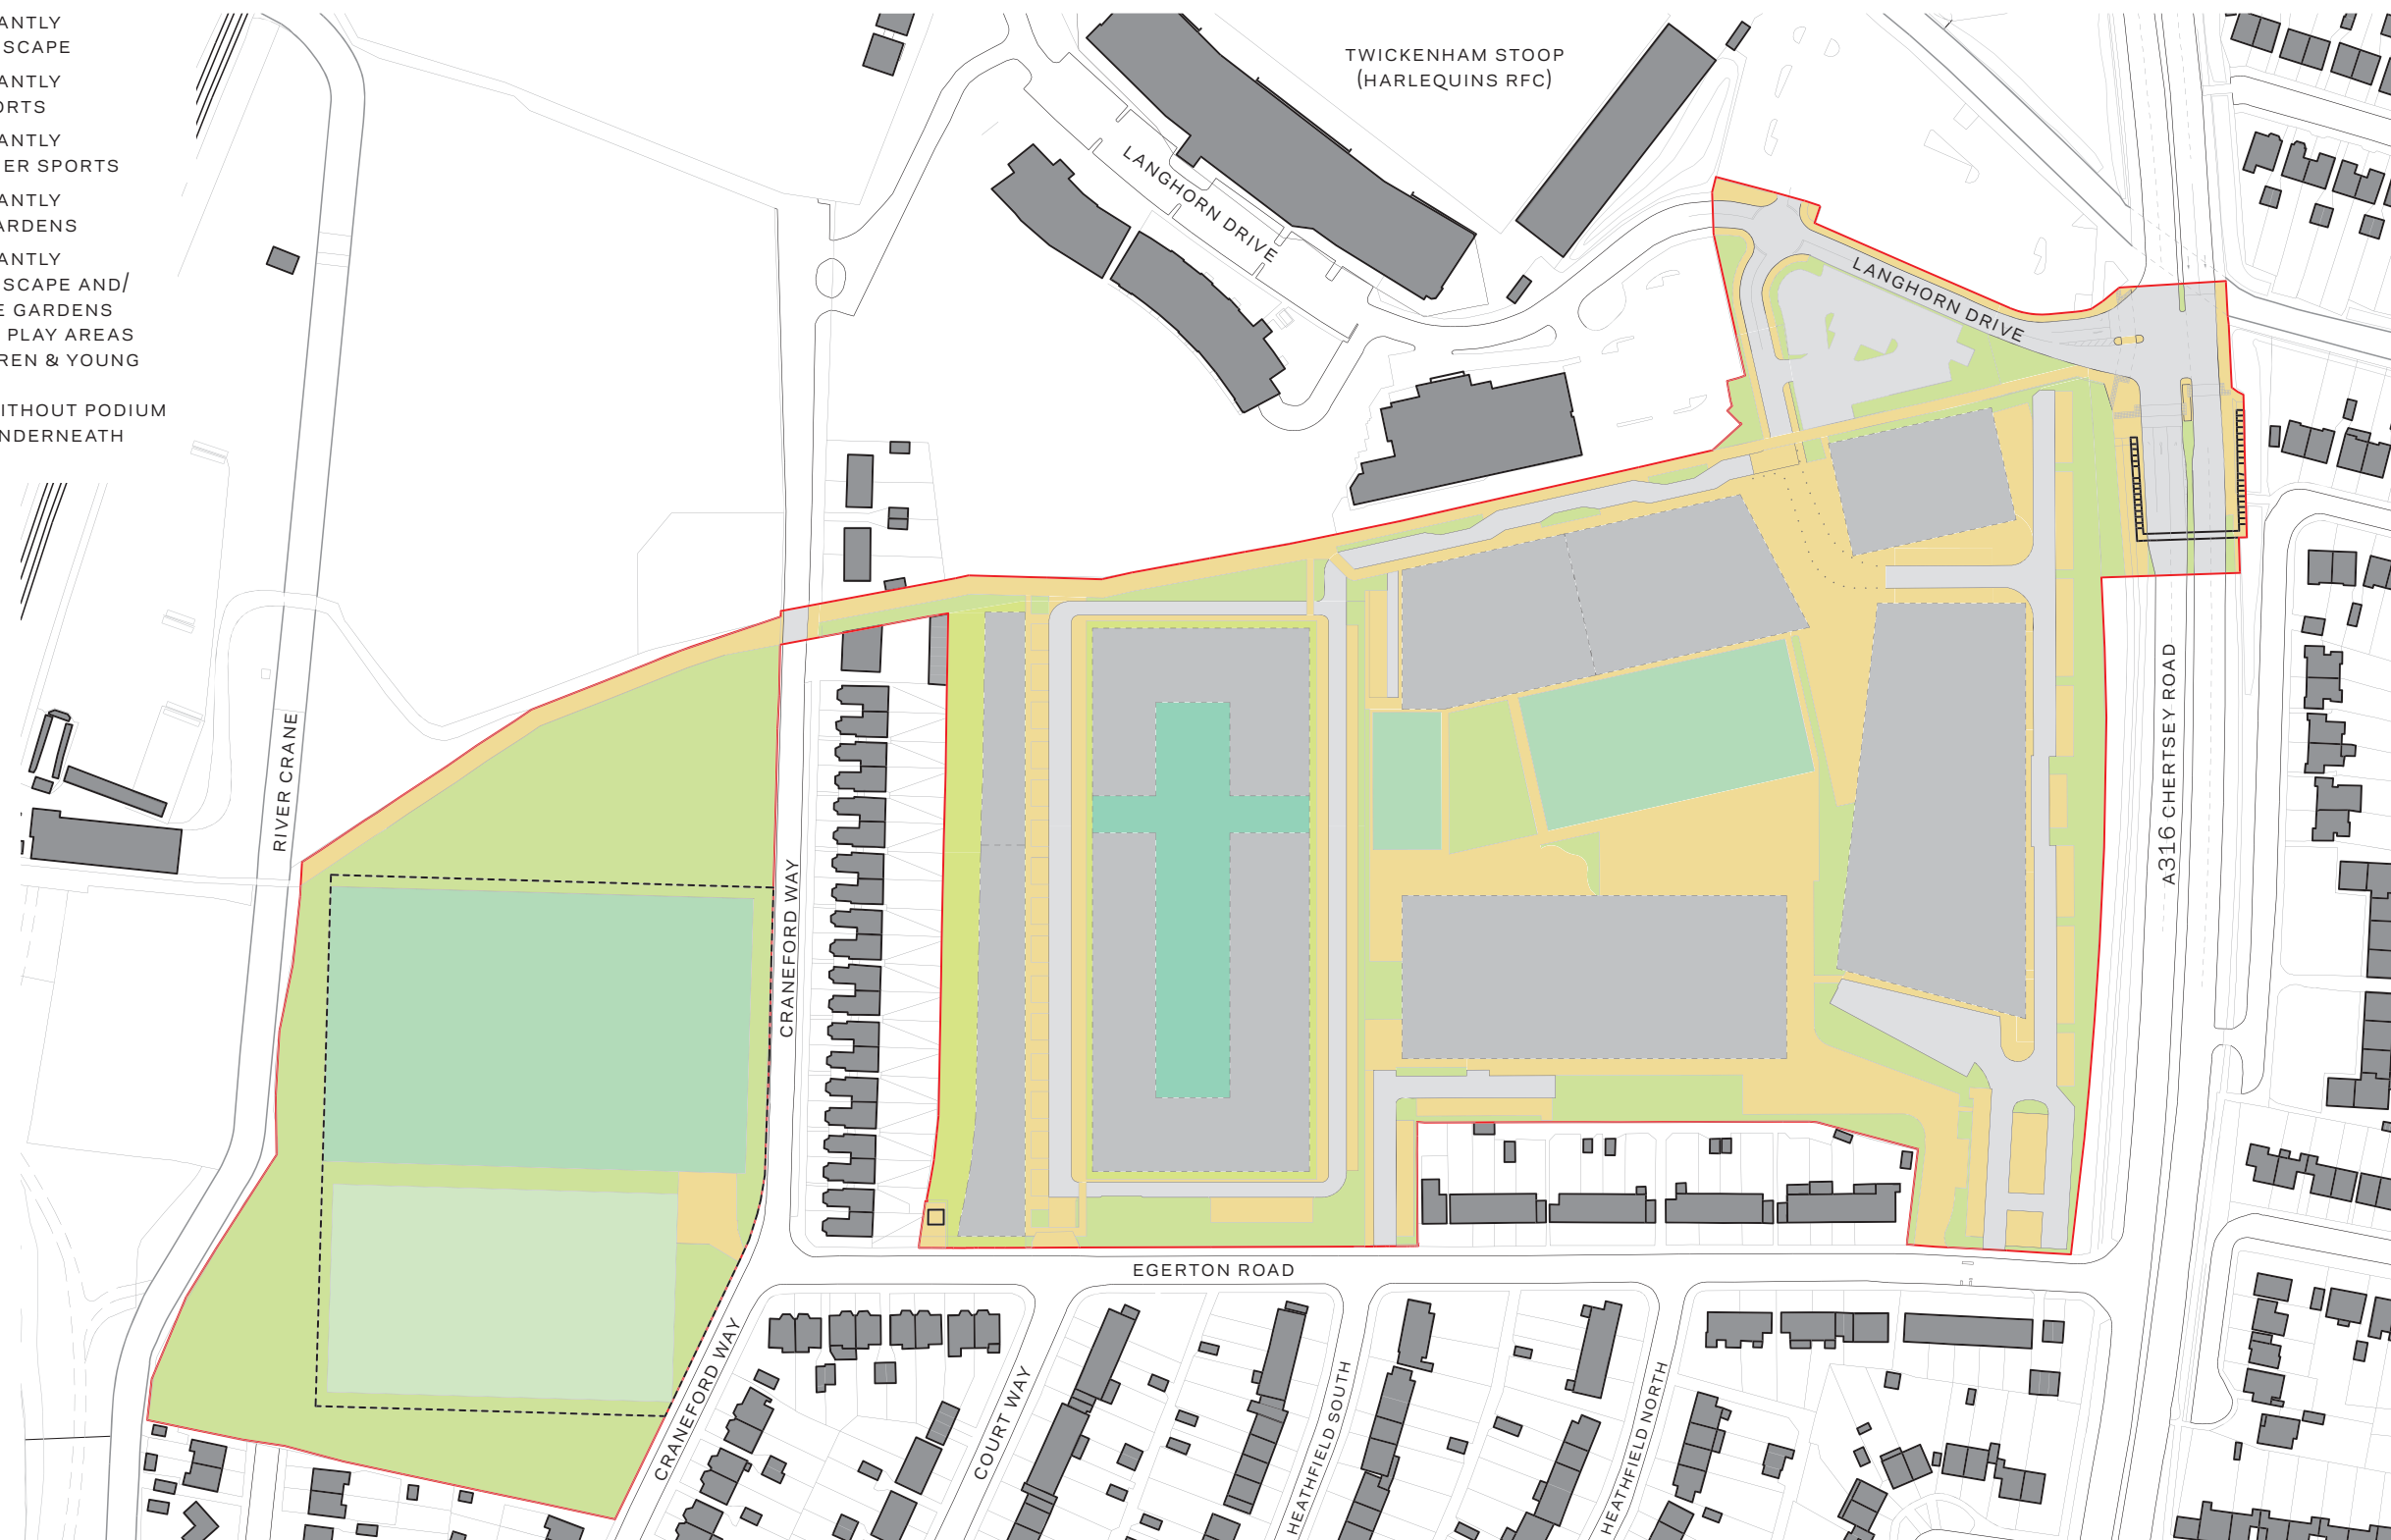 ANTLY
SCAPE
ANTLY
ORTS
ANTLY
ER SPORTS
ANTLY
ARDENS
ANTLY
SCAPE AND/
E GARDENS
PLAY AREAS
REN & YOUNG
ITHOUT PODIUM
NDERNEATH
TWICKENHAM STOOP
(HARLEQUINS RFC)
LANGHORN DRIVE
LANGHORN DRIVE
RIVER CRANE
CRANEFORD WAY
A316 CHERTSEY ROAD
EGERTON ROAD
CRANEFORD WAY
COURT WAY
HEATHFIELD SOUTH
HEATHFIELD NORTH